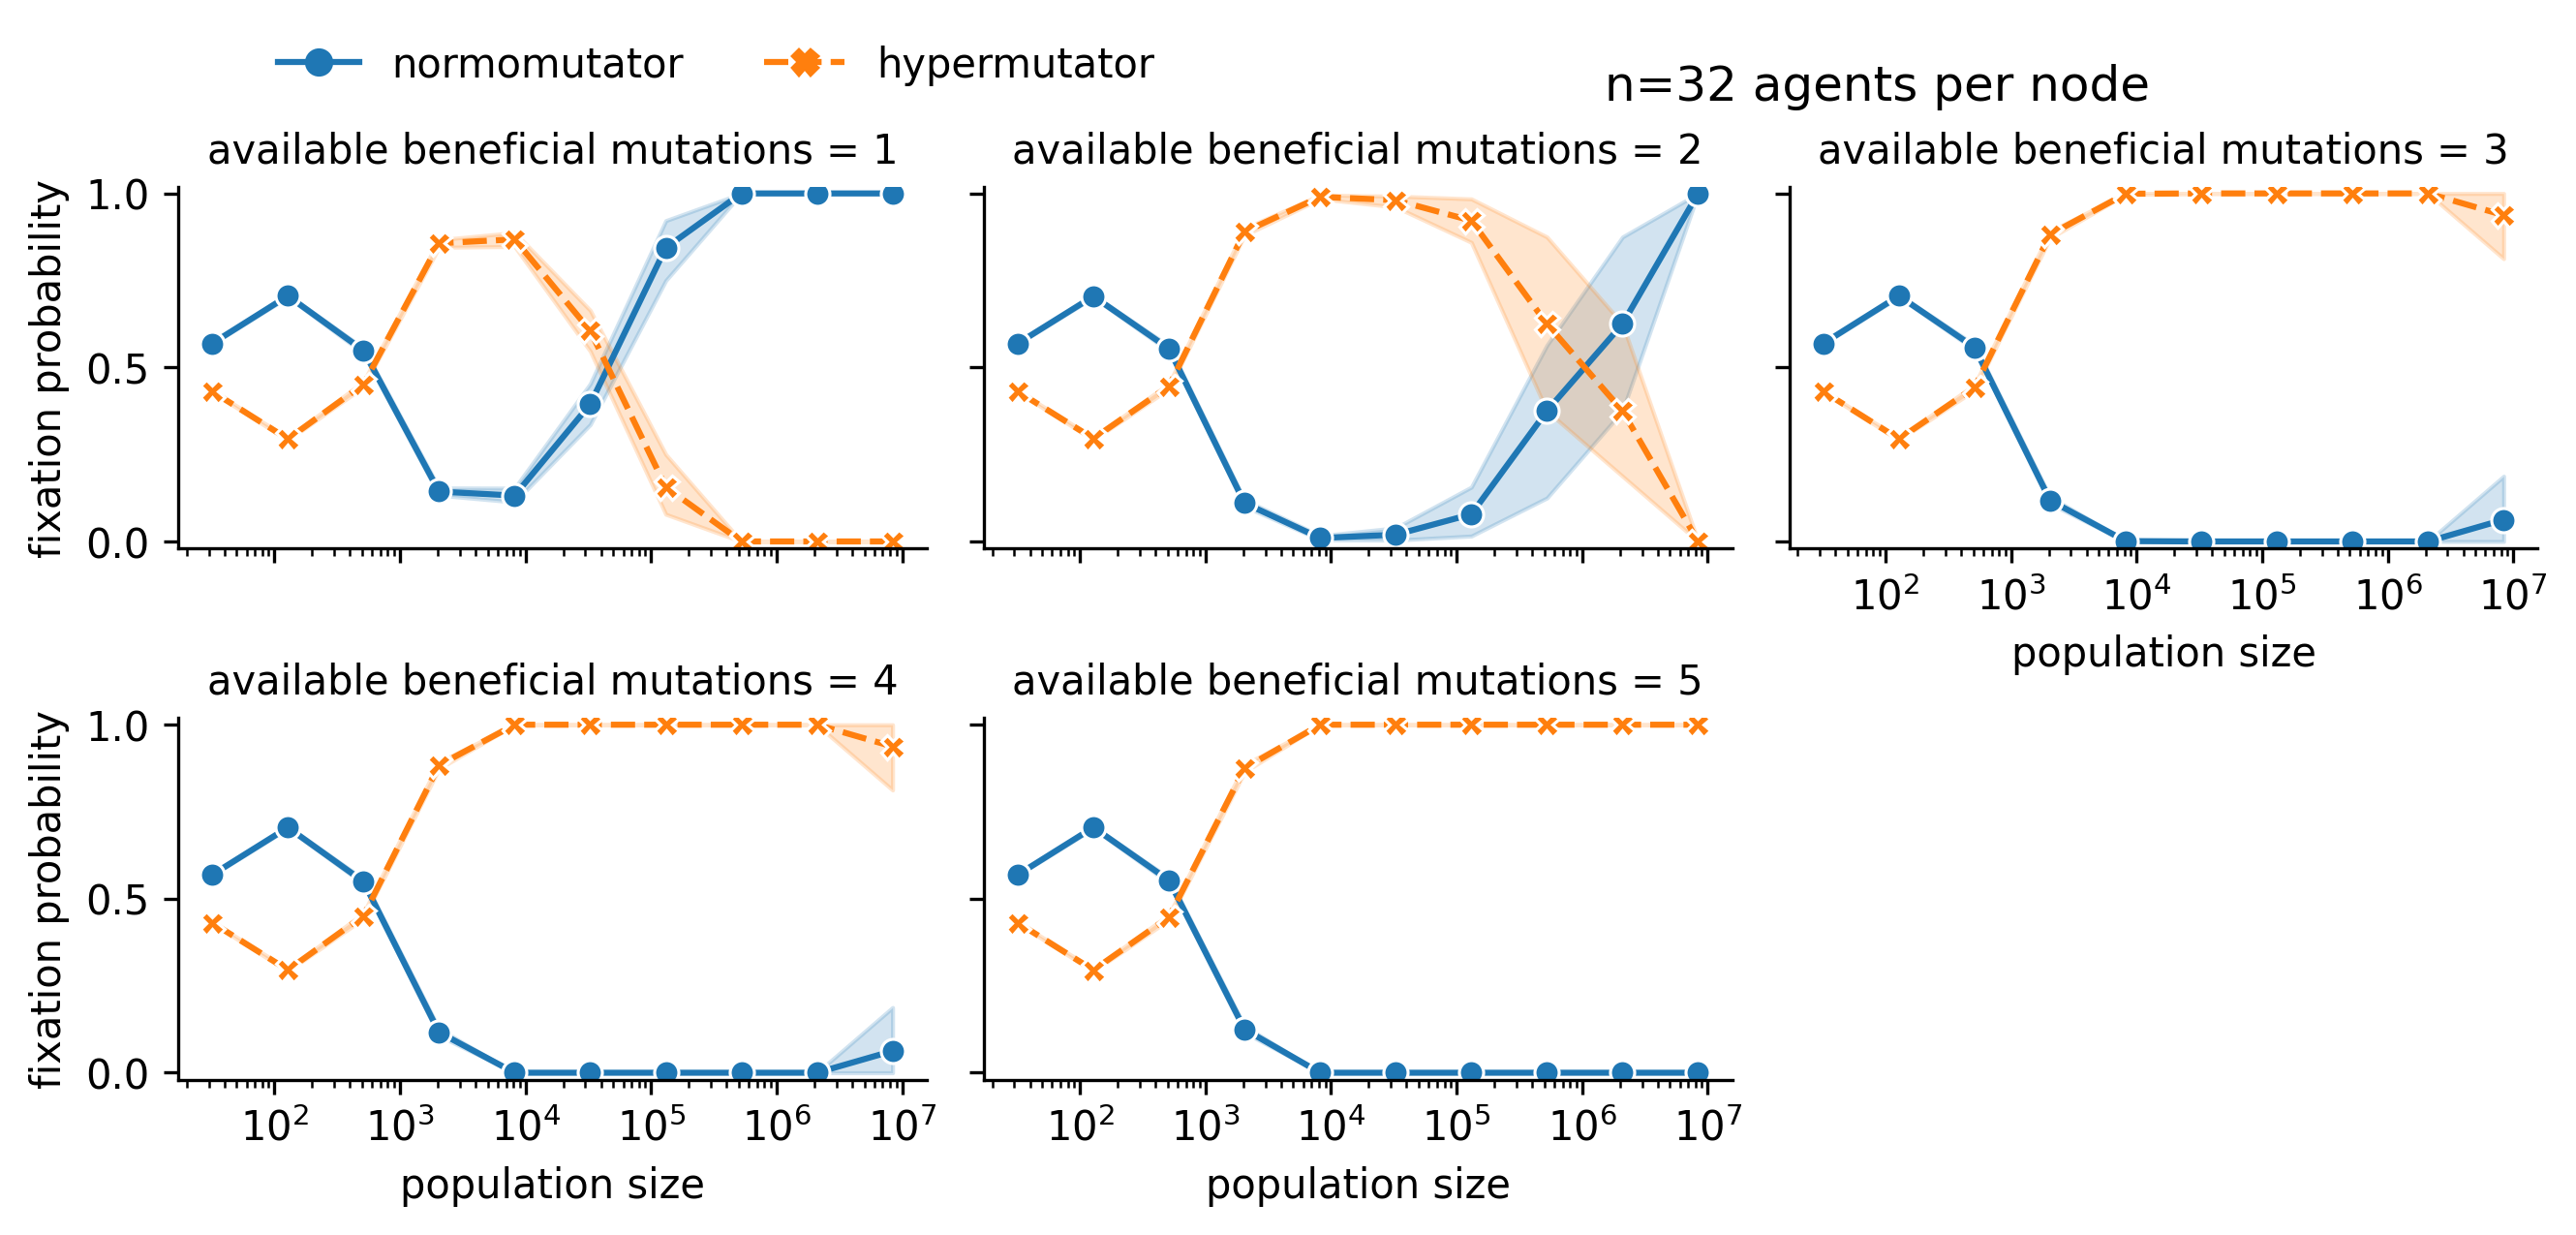 normomutator hypermutator
n=32 agents per node
available beneficial mutations = 1
available beneficial mutations = 2
available beneficial mutations = 3
fixation probability
1.0
0.5
0.0
10² 10³ 10⁴ 10⁵ 10⁶ 10⁷
population size
available beneficial mutations = 4
available beneficial mutations = 5
fixation probability
1.0
0.5
0.0
10² 10³ 10⁴ 10⁵ 10⁶ 10⁷
population size
10² 10³ 10⁴ 10⁵ 10⁶ 10⁷
population size